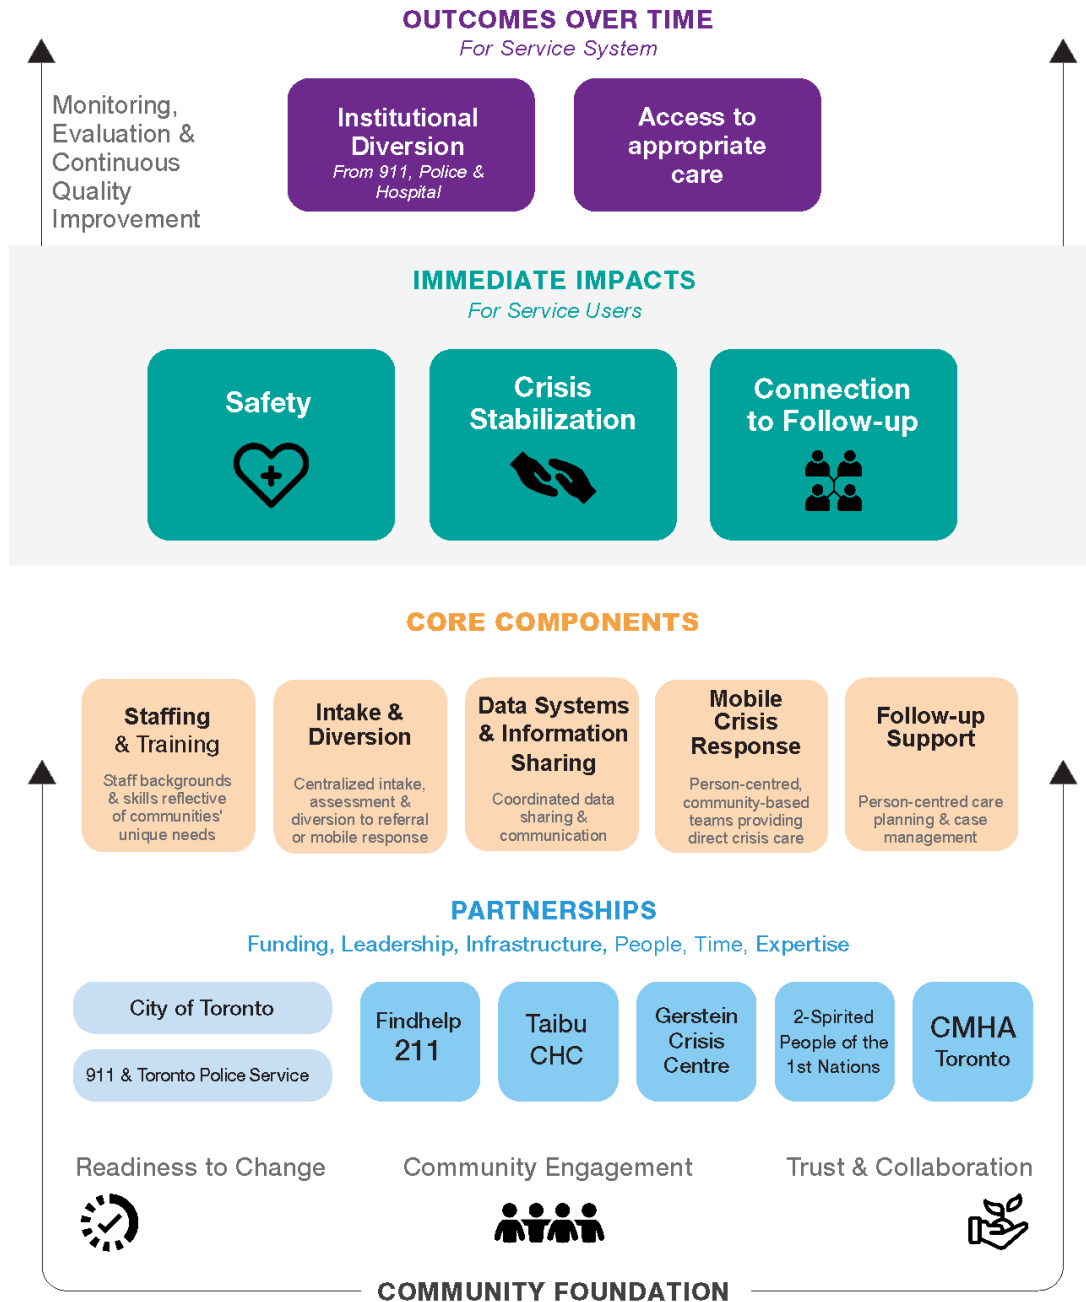 OUTCOMES OVER TIME
For Service System
Monitoring,
Evaluation &
Continuous
Quality
Improvement
Institutional
Diversion
From 911, Police &
Hospital
Access to
appropriate
care
IMMEDIATE IMPACTS
For Service Users
Safety
Crisis
Stabilization
Connection
to Follow-up
CORE COMPONENTS
Staffing
& Training
Staff backgrounds
& skills reflective
of communities'
unique needs
Intake &
Diversion
Centralized intake,
assessment &
diversion to referral
or mobile response
Data Systems
& Information
Sharing
Coordinated data
sharing &
communication
Mobile
Crisis
Response
Person-centred,
community-based
teams providing
direct crisis care
Follow-up
Support
Person-centred care
planning & case
management
PARTNERSHIPS
Funding, Leadership, Infrastructure, People, Time, Expertise
City of Toronto
911 & Toronto Police Service
Findhelp
211
Taibu
CHC
Gerstein
Crisis
Centre
2-Spirited
People of the
1st Nations
CMHA
Toronto
Readiness to Change
Community Engagement
Trust & Collaboration
COMMUNITY FOUNDATION